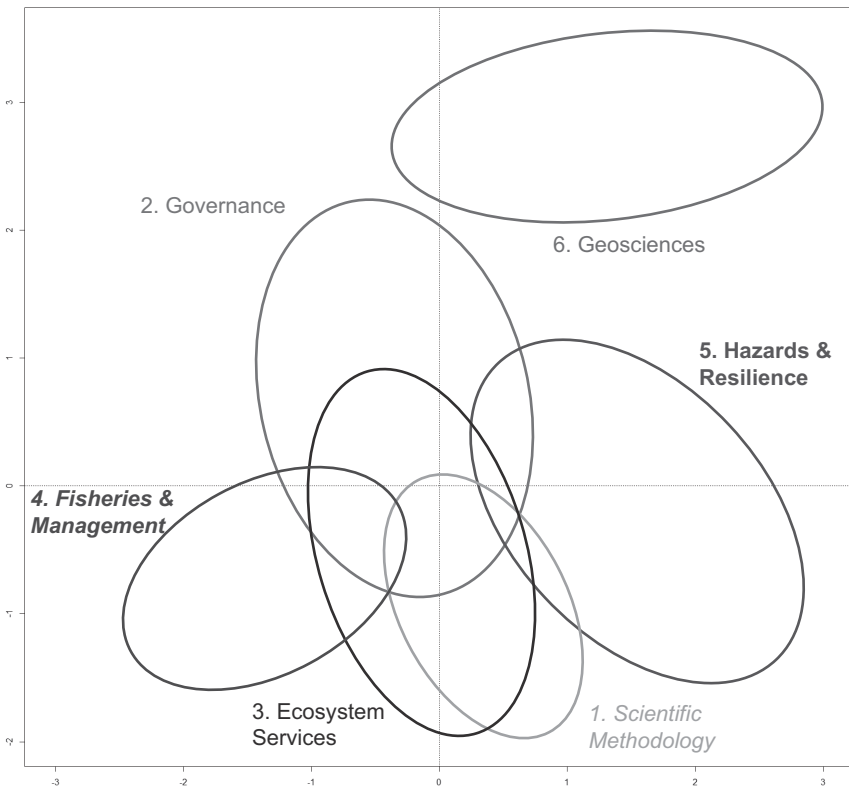 3
2. Governance
2
6. Geosciences
1
5. Hazards &
Resilience
0
4. Fisheries &
Management
-1
3. Ecosystem
Services
1. Scientific
Methodology
-2
-3 -2 -1 0 1 2 3